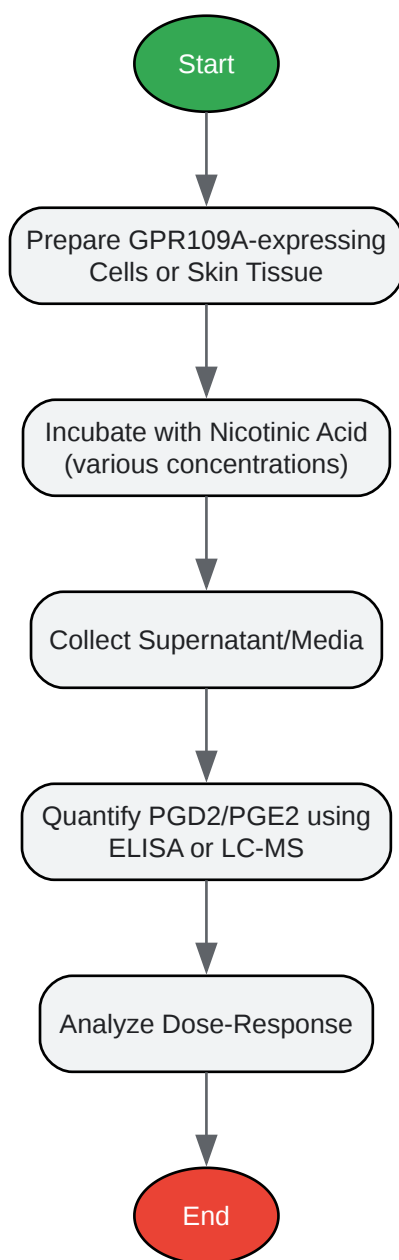 Start
Prepare GPR109A-expressing
Cells or Skin Tissue
Incubate with Nicotinic Acid
(various concentrations)
Collect Supernatant/Media
Quantify PGD2/PGE2 using
ELISA or LC-MS
Analyze Dose-Response
End